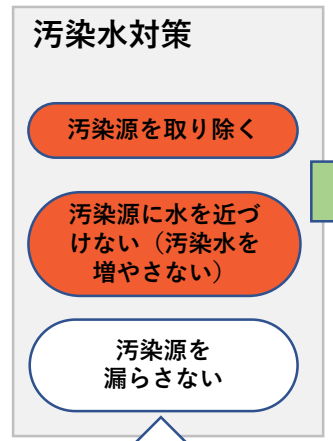 汚染水対策
汚染源を取り除く
汚染源に水を近づ
けない（汚染水を
増やさない）
汚染源を
漏らさない